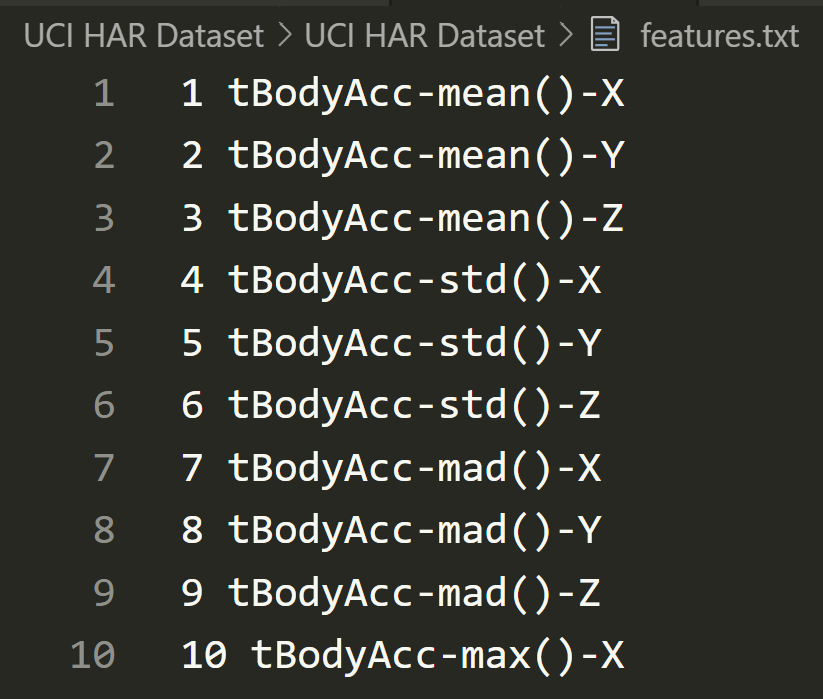 UCI HAR Dataset > UCI HAR Dataset > features.txt
1 1 tBodyAcc-mean()-X
2 2 tBodyAcc-mean()-Y
3 3 tBodyAcc-mean()-Z
4 4 tBodyAcc-std()-X
5 5 tBodyAcc-std()-Y
6 6 tBodyAcc-std()-Z
7 7 tBodyAcc-mad()-X
8 8 tBodyAcc-mad()-Y
9 9 tBodyAcc-mad()-Z
10 10 tBodyAcc-max()-X